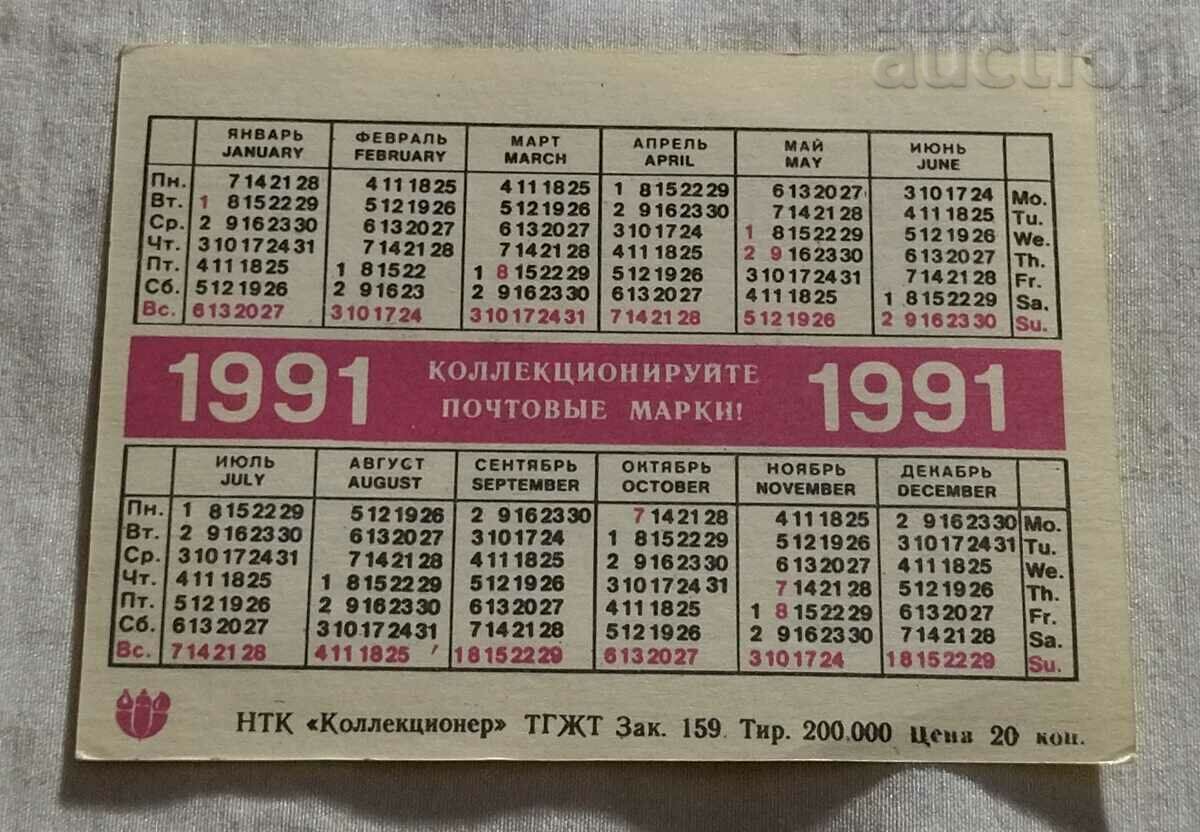 BALKAN
auction
ЯНВАРЬ ФЕВРАЛЬ МАРТ АПРЕЛЬ МАЙ ИЮНЬ
JANUARY FEBRUARY MARCH APRIL MAY JUNE
Пн. 7 14 21 28 4 11 18 25 4 11 18 25 1 8 15 22 29 6 13 20 27 3 10 17 24 Mo.
Вт. 1 8 15 22 29 5 12 19 26 5 12 19 26 2 9 16 23 30 7 14 21 28 4 11 18 25 Tu.
Ср. 2 9 16 23 30 6 13 20 27 6 13 20 27 3 10 17 24 1 8 15 22 29 5 12 19 26 We.
Чт. 3 10 17 24 31 7 14 21 28 7 14 21 28 4 11 18 25 2 9 16 23 30 6 13 20 27 Th.
Пт. 4 11 18 25 1 8 15 22 1 8 15 22 29 5 12 19 26 3 10 17 24 31 7 14 21 28 Fr.
Сб. 5 12 19 26 2 9 16 23 2 9 16 23 30 6 13 20 27 4 11 18 25 1 8 15 22 29 Sa.
Вс. 6 13 20 27 3 10 17 24 3 10 17 24 31 7 14 21 28 5 12 19 26 2 9 16 23 30 Su.
1991 КОЛЛЕКЦИОНИРУЙТЕ 1991
ПОЧТОВЫЕ МАРКИ!
ИЮЛЬ АВГУСТ СЕНТЯБРЬ ОКТЯБРЬ НОЯБРЬ ДЕКАБРЬ
JULY AUGUST SEPTEMBER OCTOBER NOVEMBER DECEMBER
Пн. 1 8 15 22 29 5 12 19 26 2 9 16 23 30 7 14 21 28 4 11 18 25 2 9 16 23 30 Mo.
Вт. 2 9 16 23 30 6 13 20 27 3 10 17 24 1 8 15 22 29 5 12 19 26 3 10 17 24 31 Tu.
Ср. 3 10 17 24 31 7 14 21 28 4 11 18 25 2 9 16 23 30 6 13 20 27 4 11 18 25 We.
Чт. 4 11 18 25 1 8 15 22 29 5 12 19 26 3 10 17 24 31 7 14 21 28 5 12 19 26 Th.
Пт. 5 12 19 26 2 9 16 23 30 6 13 20 27 4 11 18 25 1 8 15 22 29 6 13 20 27 Fr.
Сб. 6 13 20 27 3 10 17 24 31 7 14 21 28 5 12 19 26 2 9 16 23 30 7 14 21 28 Sa.
Вс. 7 14 21 28 4 11 18 25 1 8 15 22 29 6 13 20 27 3 10 17 24 1 8 15 22 29 Su.
НТК «Коллекционер» ТГЖТ Зак. 159 Тир. 200.000 Цена 20 коп.